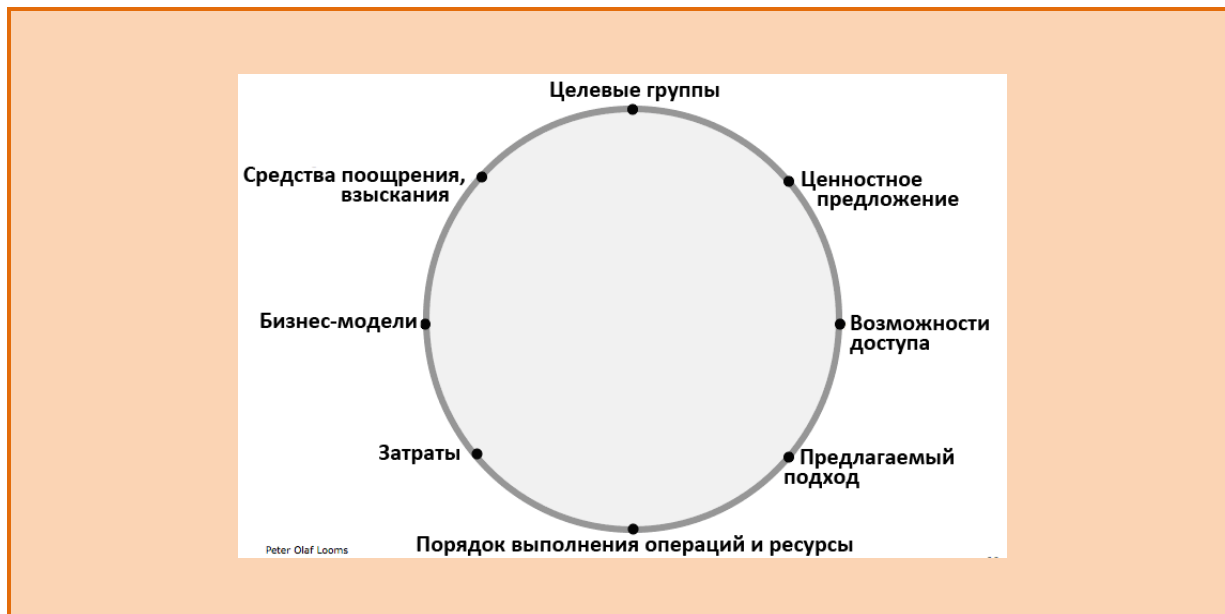 Целевые группы
Средства поощрения,
взыскания
Ценностное
предложение
Бизнес-модели
Возможности
доступа
Затраты
Предлагаемый
подход
Порядок выполнения операций и ресурсы
Peter Olaf Looms